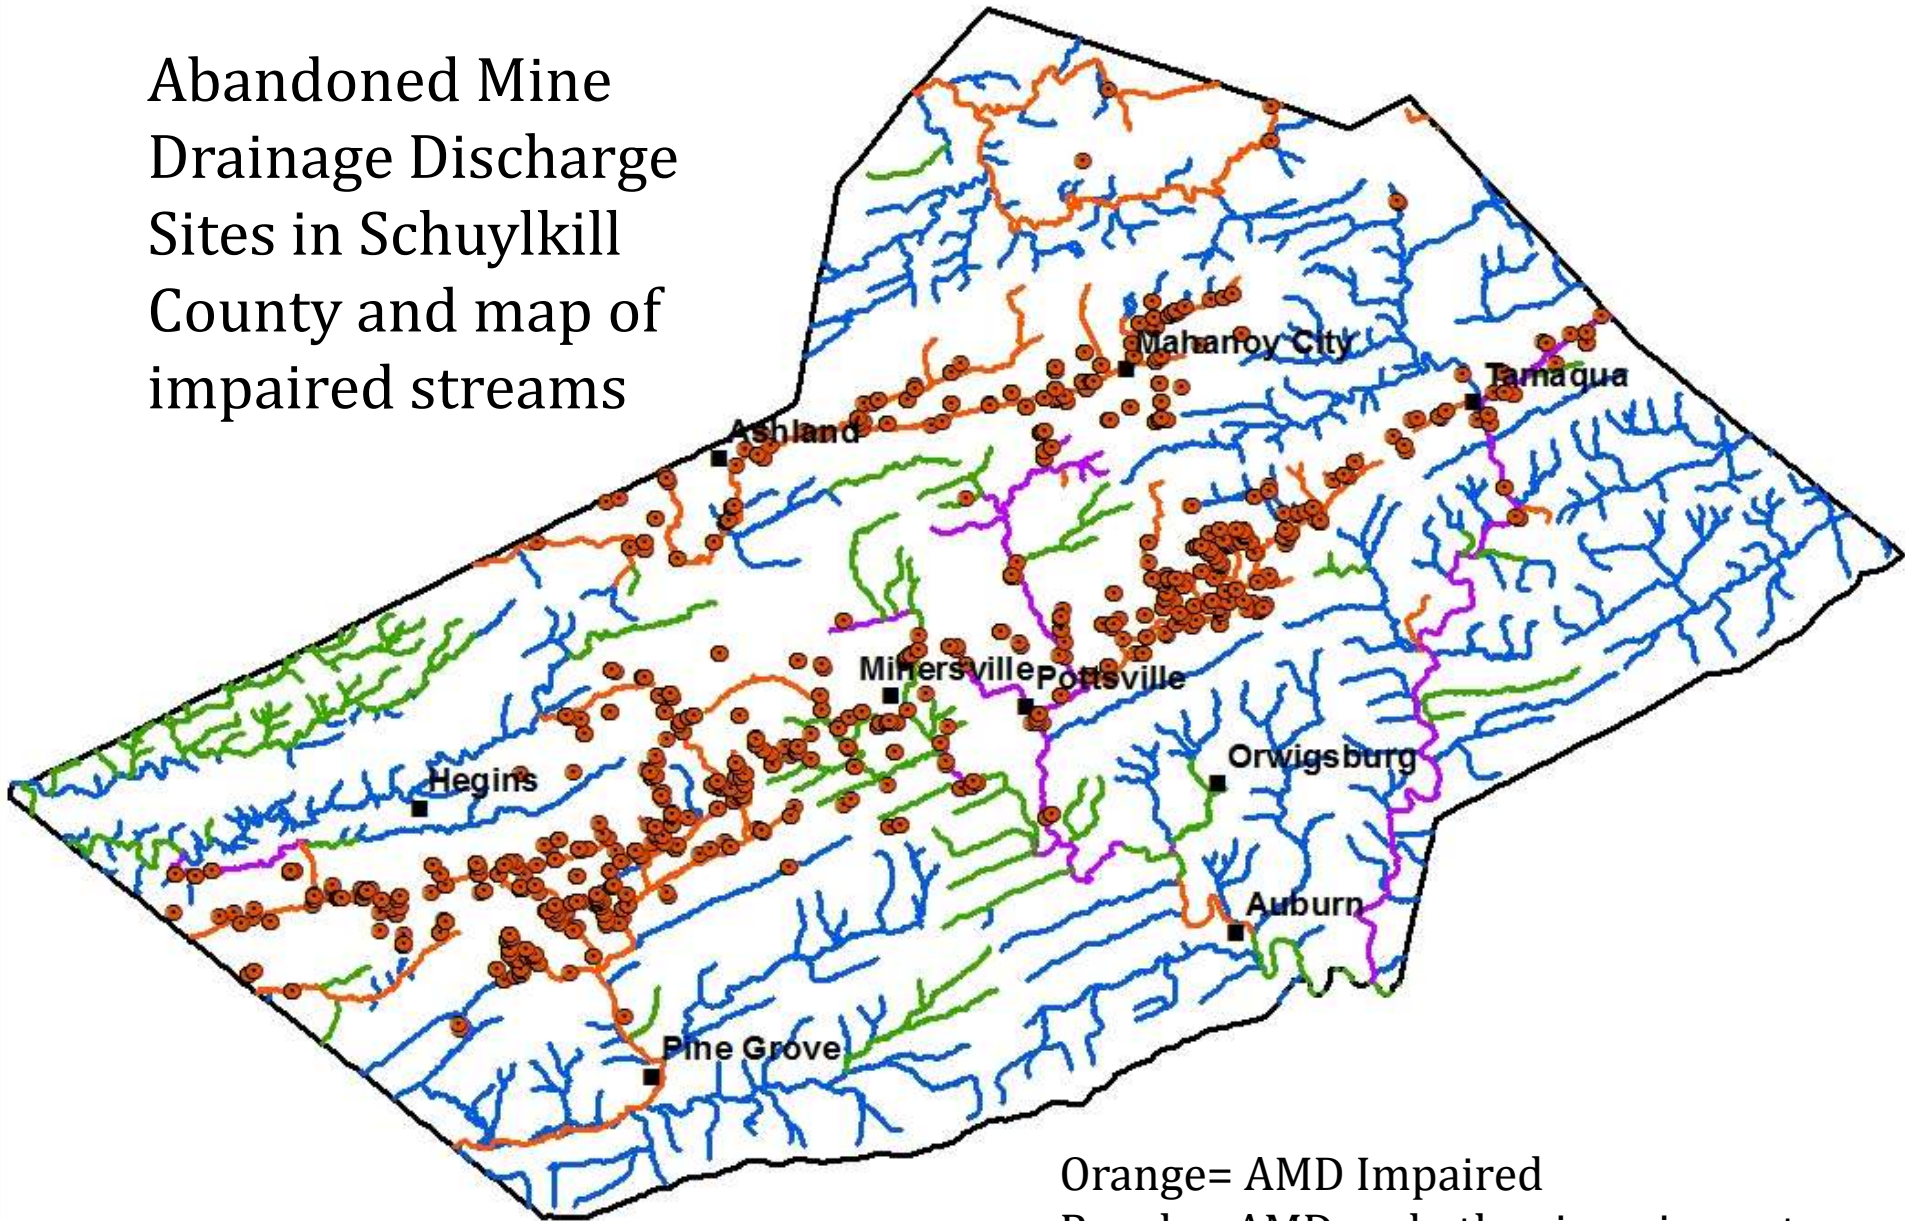 Abandoned Mine
Drainage Discharge
Sites in Schuylkill
County and map of
impaired streams
Mahanoy City
Tamaqua
Ashland
Minersville
Pottsville
Orwigsburg
Hegins
Auburn
Pine Grove
Orange= AMD Impaired